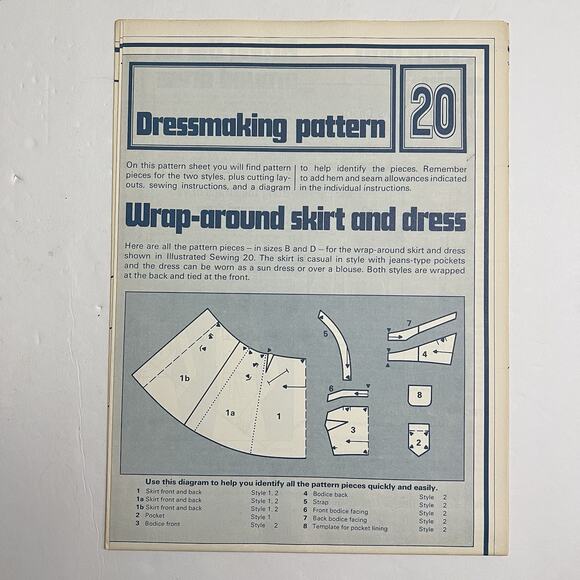 Dressmaking pattern
20
On this pattern sheet you will find pattern
pieces for the two styles, plus cutting lay-
outs, sewing instructions, and a diagram
to help identify the pieces. Remember
to add hem and seam allowances indicated
in the individual instructions.
Wrap-around skirt and dress
Here are all the pattern pieces – in sizes B and D – for the wrap-around skirt and dress
shown in Illustrated Sewing 20. The skirt is casual in style with jeans-type pockets
and the dress can be worn as a sun dress or over a blouse. Both styles are wrapped
at the back and tied at the front.
1b
1a
1
5
7
4
6
3
8
2
Use this diagram to help you identify all the pattern pieces quickly and easily.
1 Skirt front and back Style 1, 2
1a Skirt front and back Style 1, 2
1b Skirt front and back Style 1, 2
2 Pocket Style 1
3 Bodice front Style 2
4 Bodice back Style 2
5 Strap Style 2
6 Front bodice facing Style 2
7 Back bodice facing Style 2
8 Template for pocket lining Style 2